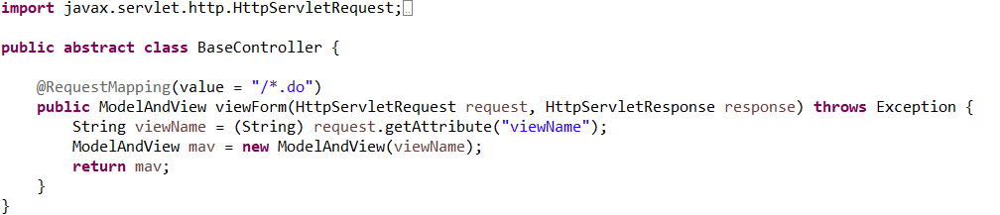 import javax.servlet.http.HttpServletRequest;
public abstract class BaseController {
@RequestMapping(value = "/*.do")
public ModelAndView viewForm(HttpServletRequest request, HttpServletResponse response) throws Exception {
String viewName = (String) request.getAttribute("viewName");
ModelAndView mav = new ModelAndView(viewName);
return mav;
}
}